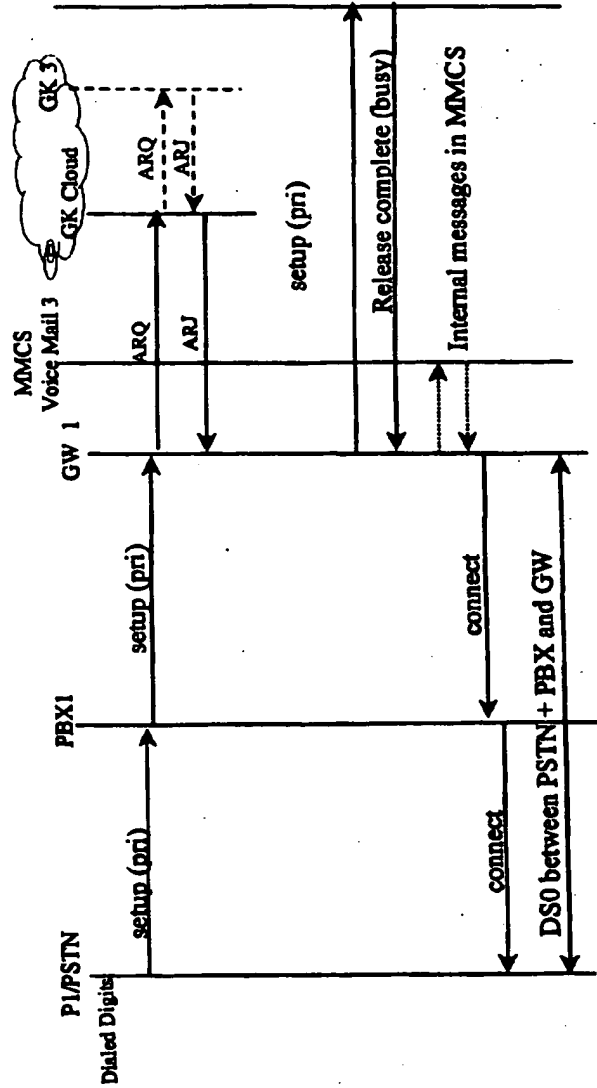 MMCS
Voice Mail 3
GK Cloud
GK 3
P1/PSTN
PBX1
GW 1
Dialed Digits
setup (pri)
setup (pri)
ARQ
ARQ
ARJ
ARJ
setup (pri)
Release complete (busy)
Internal messages in MMCS
connect
connect
DS0 between PSTN + PBX and GW